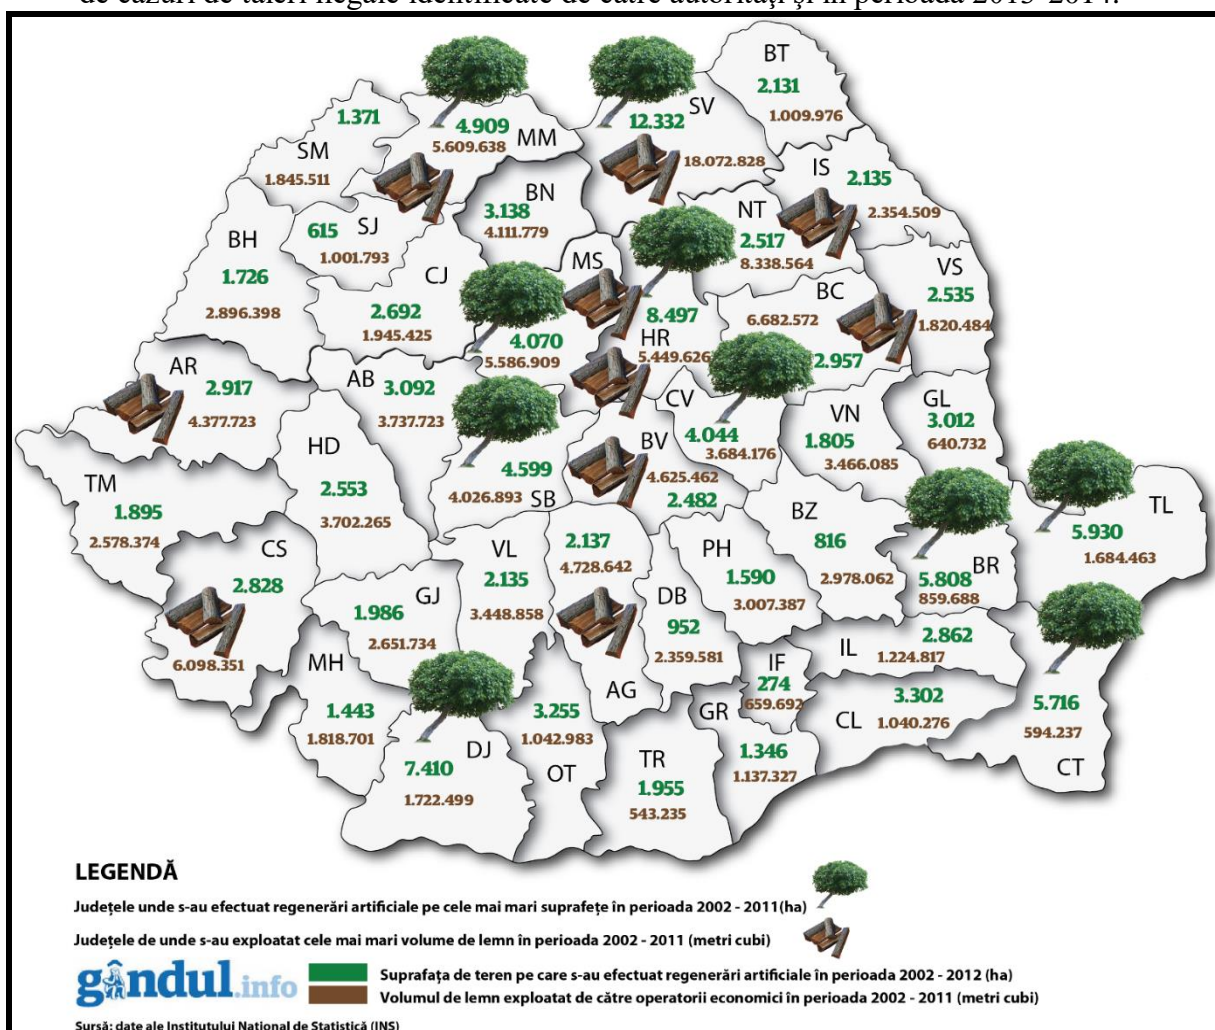 de cazuri de tăieri ilegale identificate de către autorităţi şi în perioada 2013-2014.
BT
2.131
1.009.976
SV
12.332
18.072.828
4.909
5.609.638
MM
1.371
SM
1.845.511
IS
2.135
2.354.509
BN
3.138
4.111.779
NT
2.517
8.338.564
615
SJ
1.001.793
BH
1.726
2.896.398
CJ
2.692
1.945.425
MS
4.070
5.586.909
8.497
HR
5.449.626
BC
6.682.572
2.957
VS
2.535
1.820.484
AR
2.917
4.377.723
AB
3.092
3.737.723
CV
4.044
3.684.176
VN
1.805
3.466.085
GL
3.012
640.732
HD
2.553
3.702.265
4.599
4.026.893
SB
BV
4.625.462
2.482
TM
1.895
2.578.374
BZ
816
2.978.062
TL
5.930
1.684.463
CS
2.828
6.098.351
VL
2.135
3.448.858
2.137
4.728.642
AG
PH
1.590
3.007.387
BR
5.808
859.688
GJ
1.986
2.651.734
DB
952
2.359.581
IL
2.862
1.224.817
MH
1.443
1.818.701
IF
274
659.692
CL
3.302
1.040.276
5.716
594.237
CT
DJ
7.410
1.722.499
3.255
1.042.983
OT
TR
1.955
543.235
GR
1.346
1.137.327
LEGENDĂ
Județele unde s-au efectuat regenerări artificiale pe cele mai mari suprafețe în perioada 2002 - 2011(ha)
Județele de unde s-au exploatat cele mai mari volume de lemn în perioada 2002 - 2011 (metri cubi)
gândul.info
Suprafața de teren pe care s-au efectuat regenerări artificiale în perioada 2002 - 2012 (ha)
Volumul de lemn exploatat de către operatorii economici în perioada 2002 - 2011 (metri cubi)
Sursă: date ale Institutului Național de Statistică (INS)